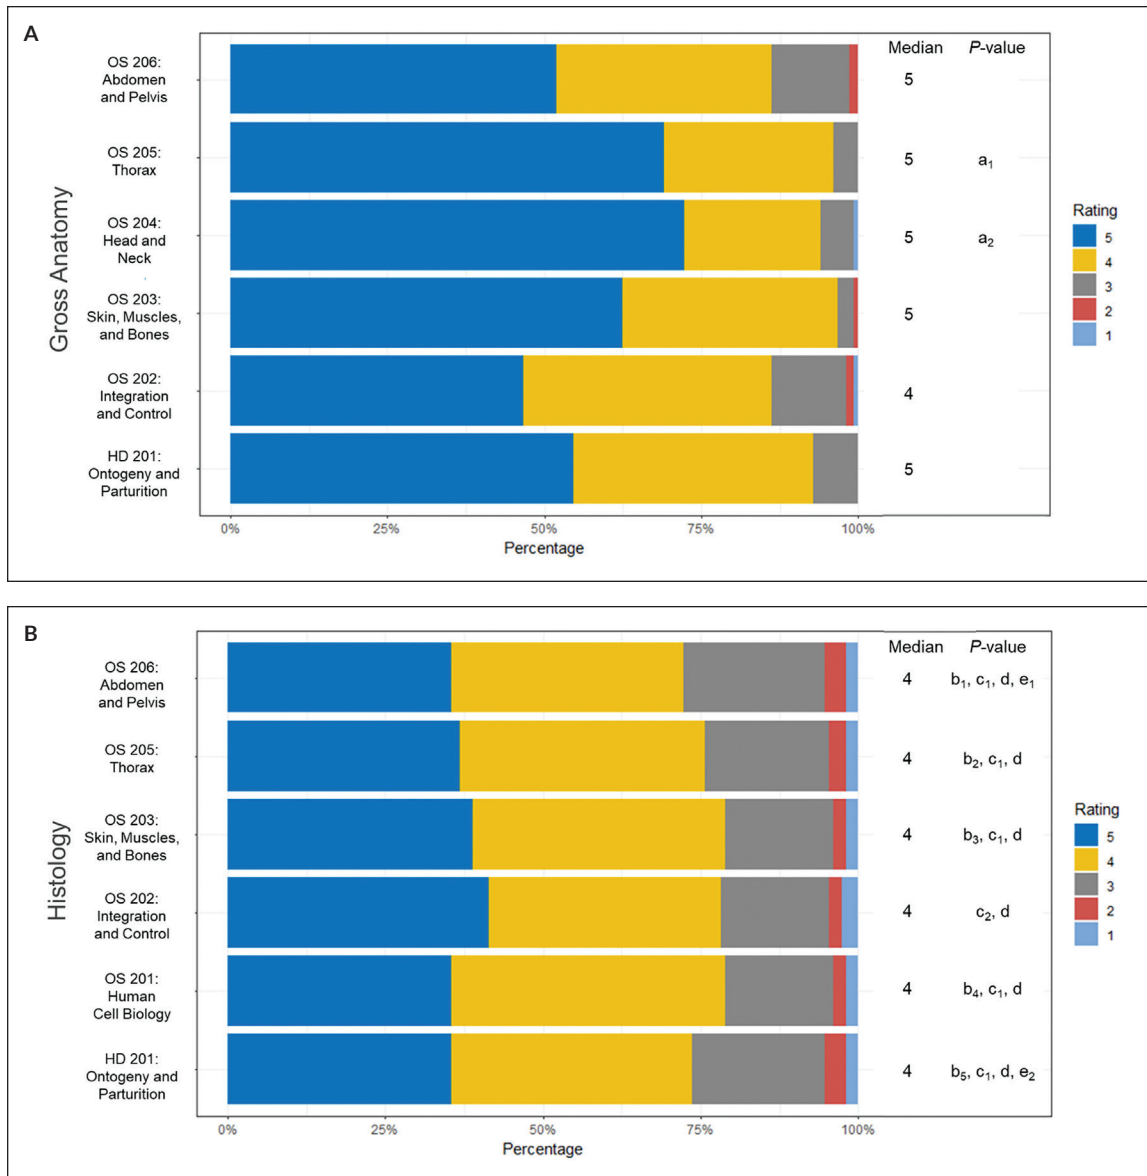 A
Median P-value
OS 206:
Abdomen
and Pelvis
5
OS 205:
Thorax
5 a₁
OS 204:
Head and
Neck
5 a₂
OS 203:
Skin, Muscles,
and Bones
5
OS 202:
Integration
and Control
4
HD 201:
Ontogeny and
Parturition
5
Gross Anatomy
0% 25% 50% 75% 100%
Percentage
Rating
5
4
3
2
1
B
Median P-value
OS 206:
Abdomen
and Pelvis
4 b₁, c₁, d, e₁
OS 205:
Thorax
4 b₂, c₁, d
OS 203:
Skin, Muscles,
and Bones
4 b₃, c₁, d
OS 202:
Integration
and Control
4 c₂, d
OS 201:
Human
Cell Biology
4 b₄, c₁, d
HD 201:
Ontogeny and
Parturition
4 b₅, c₁, d, e₂
Histology
0% 25% 50% 75% 100%
Percentage
Rating
5
4
3
2
1